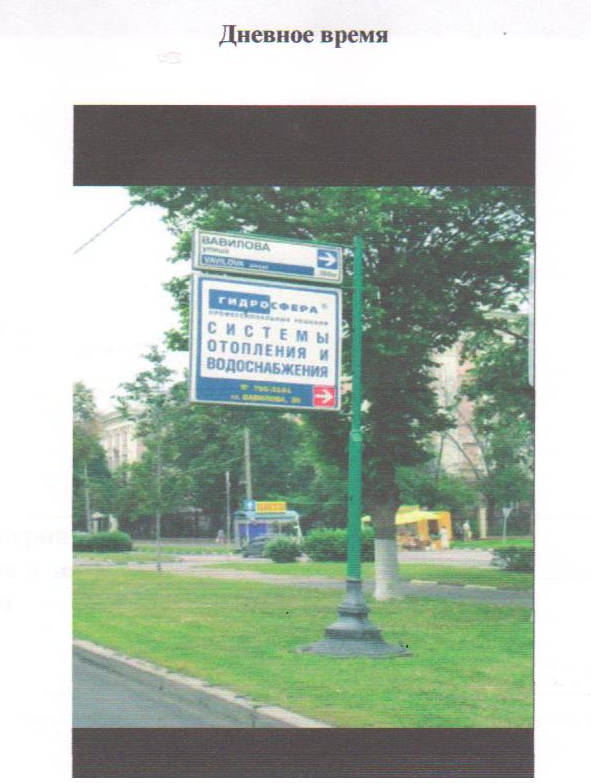 Дневное время
ВАВИЛОВА
улица
VAVILOVA street
ГИДРОСФЕРА®
ПРОФЕССИОНАЛЬНЫЕ РЕШЕНИЯ
СИСТЕМЫ
ОТОПЛЕНИЯ И
ВОДОСНАБЖЕНИЯ
ул. ВАВИЛОВА,